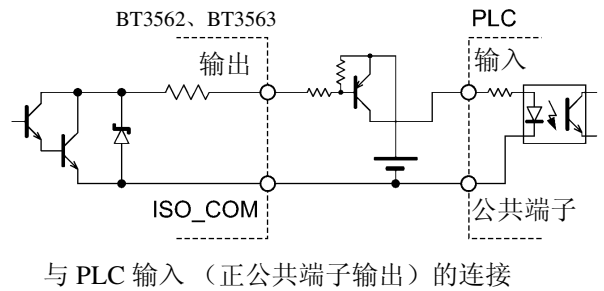 BT3562、BT3563
PLC
输出
输入
ISO_COM
公共端子
与 PLC 输入 （正公共端子输出）的连接